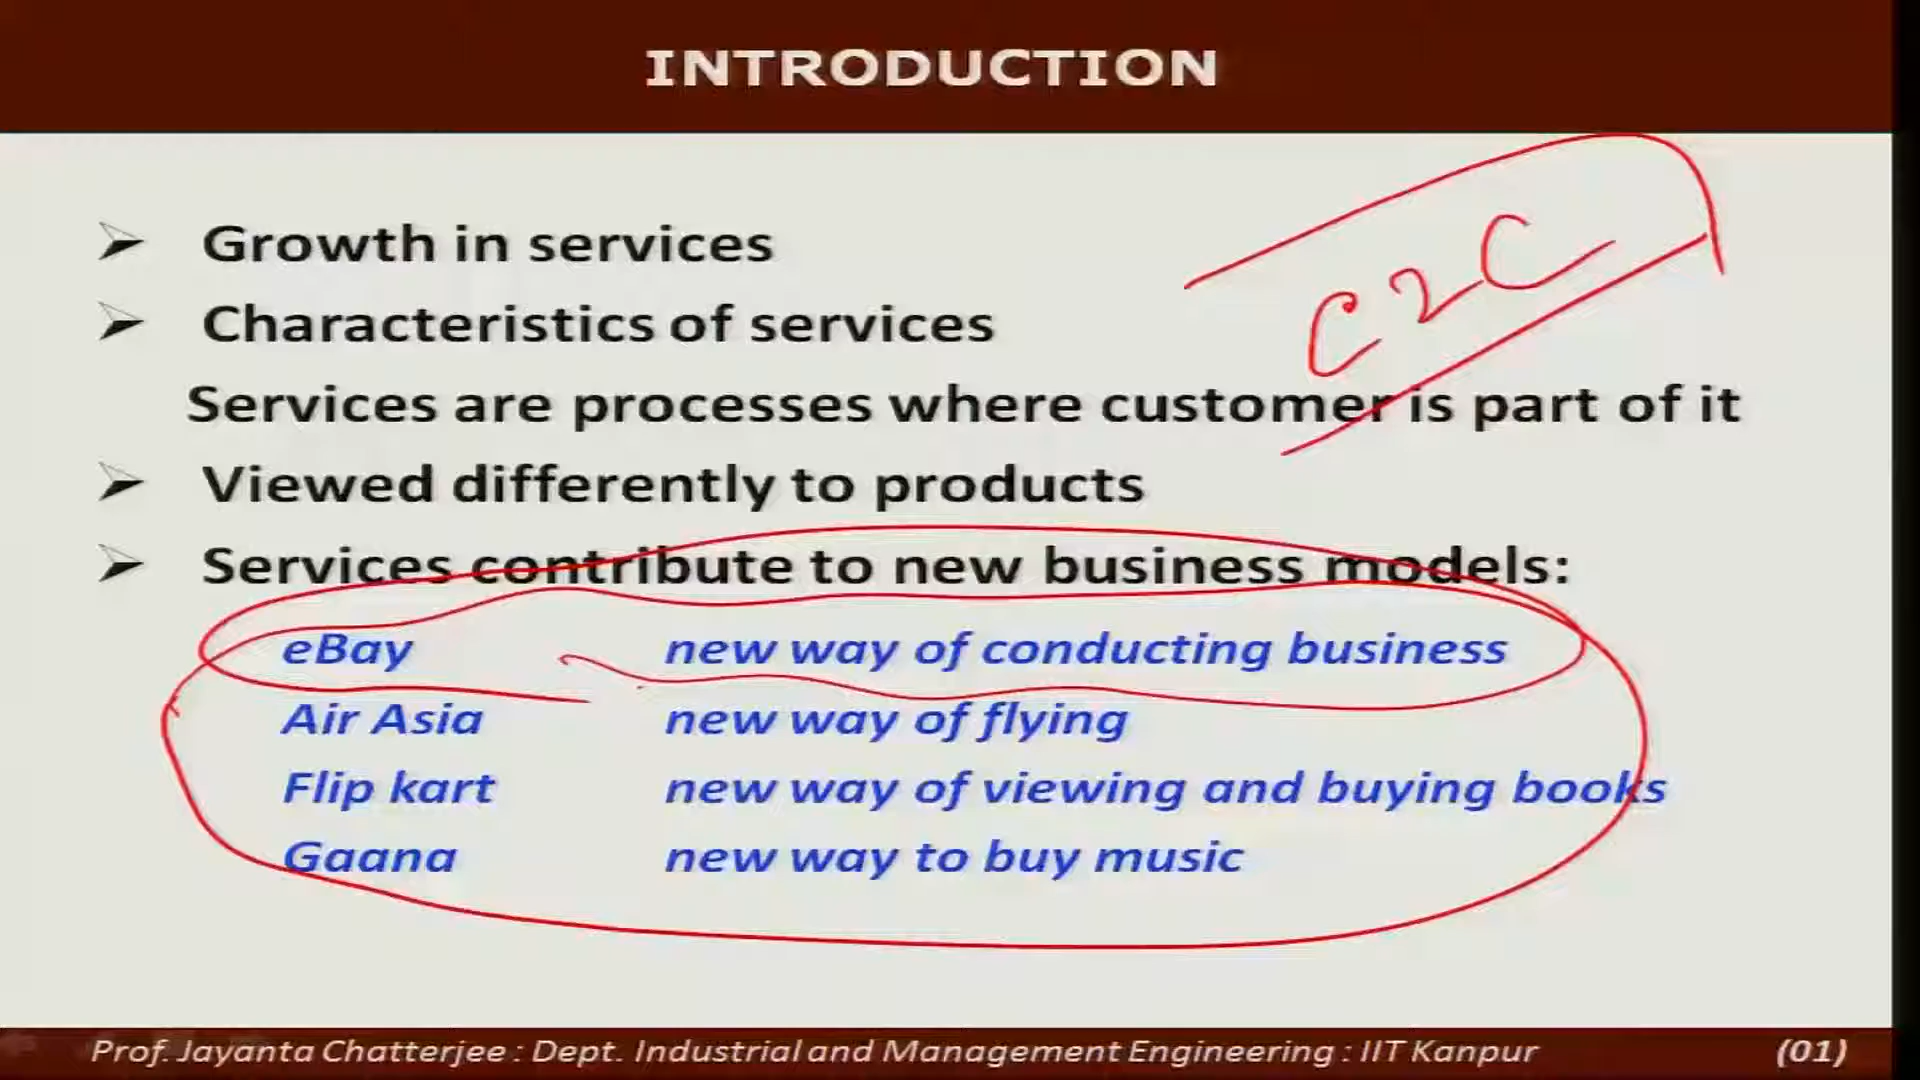 INTRODUCTION
C2C
Growth in services
Characteristics of services
Services are processes where customer is part of it
Viewed differently to products
Services contribute to new business models:
eBay new way of conducting business
Air Asia new way of flying
Flip kart new way of viewing and buying books
Gaana new way to buy music
Prof. Jayanta Chatterjee : Dept. Industrial and Management Engineering : IIT Kanpur (01)